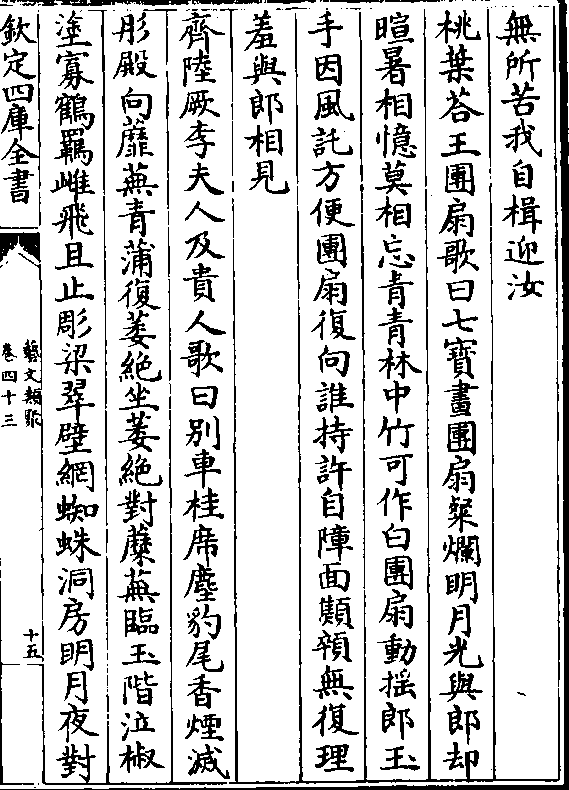 無所苦我自楫迎汝
桃葉荅王團扇歌曰七寶畫團扇粲爛明月光與郎却
暄暑相憶莫相忘青青林中竹可作白團扇動揺郎玉
手因風託方便團扇復向誰持許自障面顦顇無復理
羞與郎相見
齊陸厥李夫人及貴人歌曰别車桂席塵豹尾香煙滅
彤殿向蘼蕪青蒲復萎絶坐萎絶對蘼蕪臨玉階泣椒
塗寡鶴羈雌飛且止彫梁翠壁網蜘蛛洞房明月夜對
欽定四庫全書
藝文類聚
卷四十三
十五